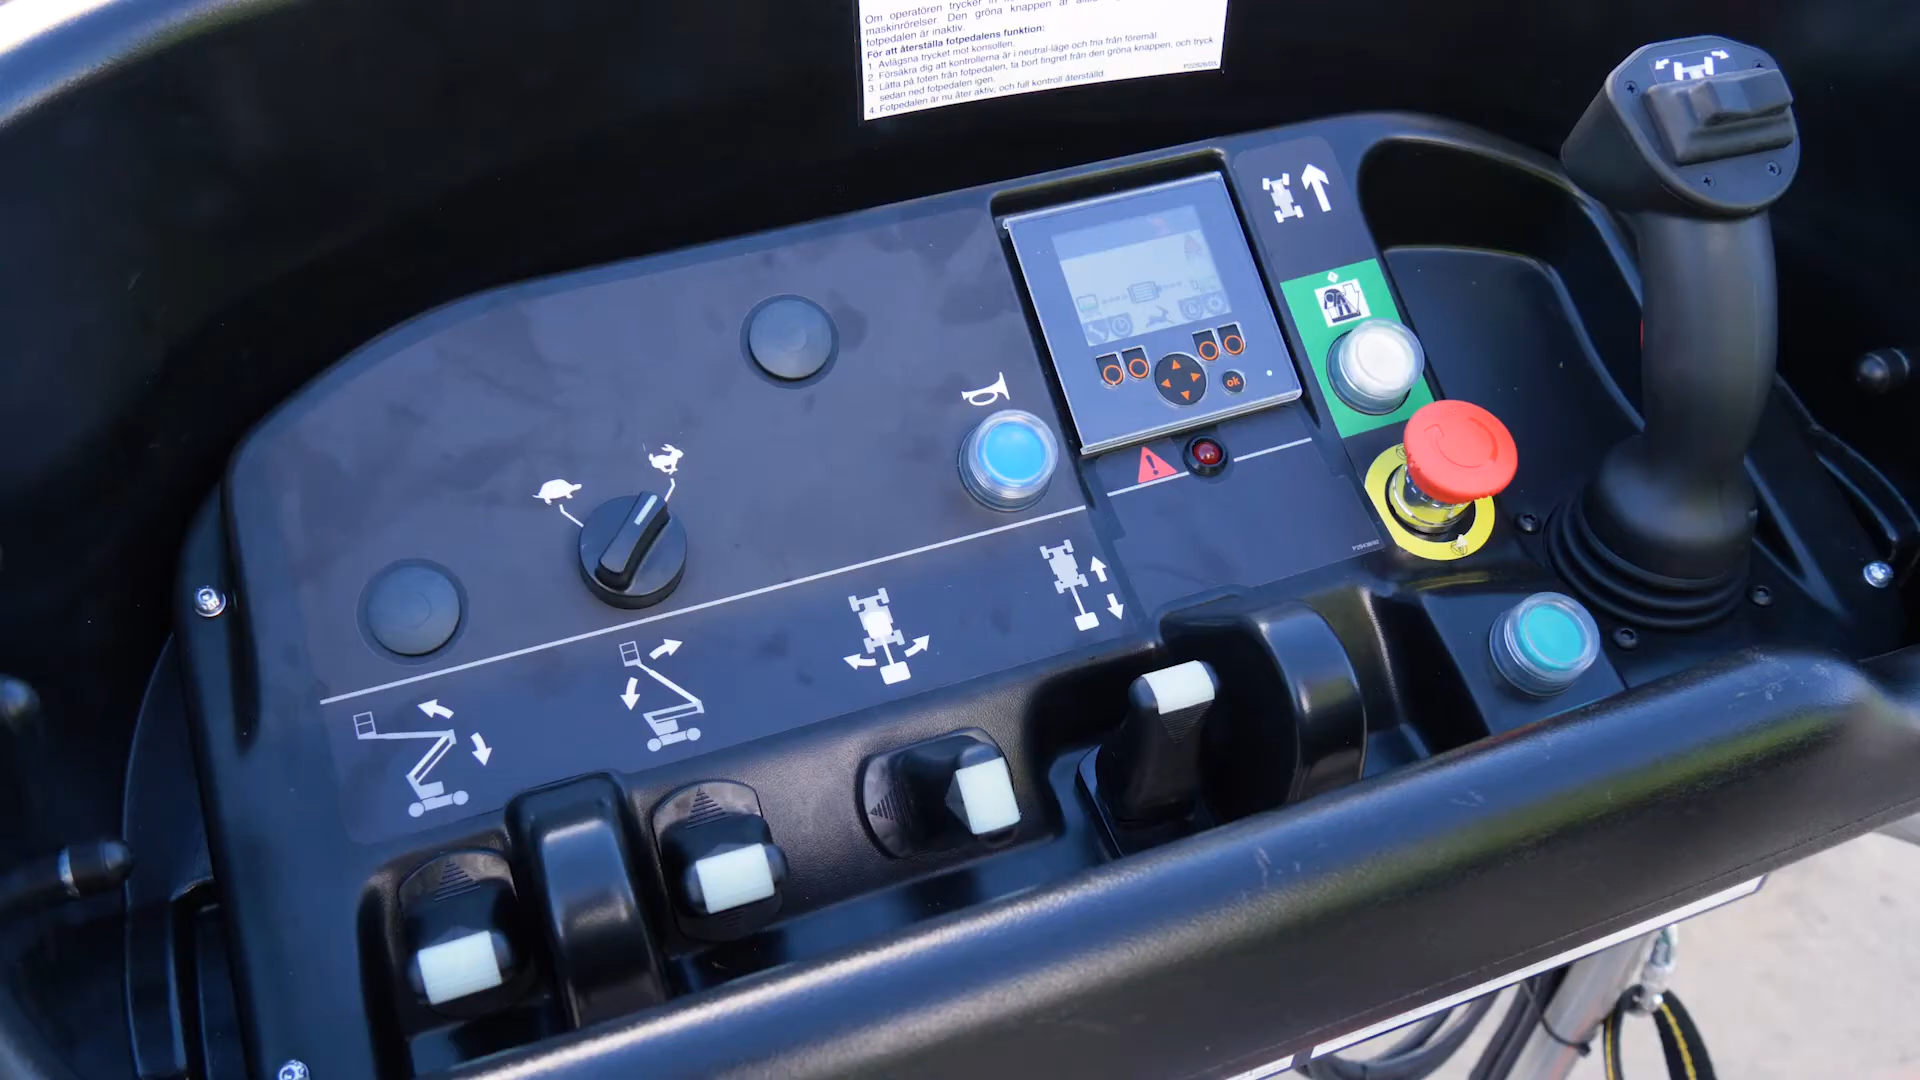 Om operatören trycker in
maskinrörelser. Den gröna knappen är
fotpedalen är inaktiv.
För att återställa fotpedalens funktion:
1. Avlägsna trycket mot konsollen.
2. Försäkra dig att kontrollerna är i neutral-läge och fria från föremål
3. Lätta på foten från fotpedalen, ta bort fingret från den gröna knappen, och tryck
sedan ned fotpedalen igen.
4. Fotpedalen är nu åter aktiv, och full kontroll återställd.
ok